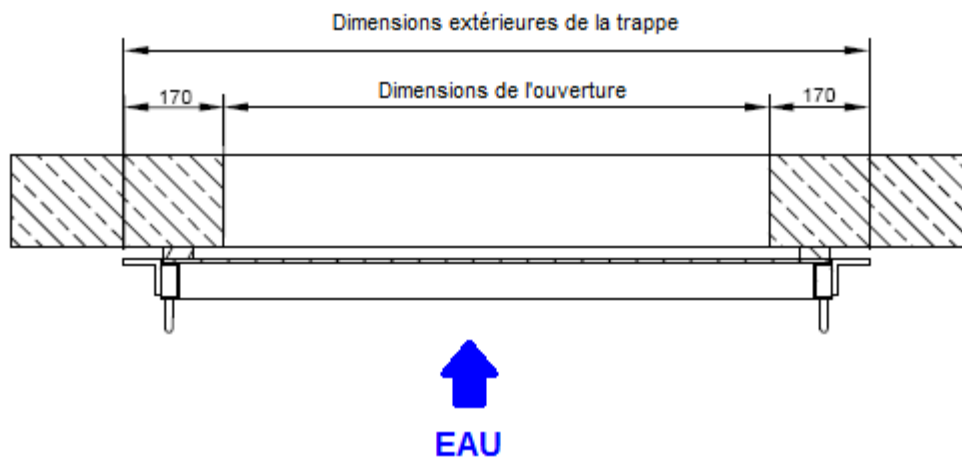 Dimensions extérieures de la trappe
170
Dimensions de l'ouverture
170
EAU